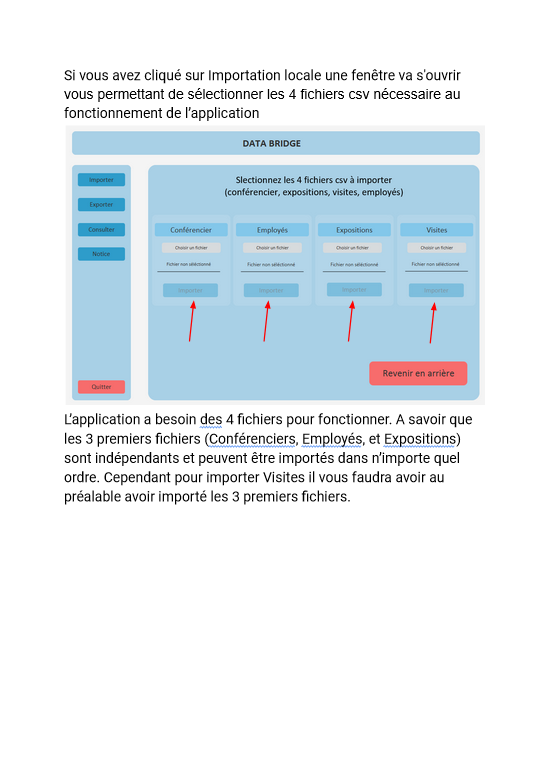 Si vous avez cliqué sur Importation locale une fenêtre va s'ouvrir
vous permettant de sélectionner les 4 fichiers csv nécessaire au
fonctionnement de l'application
DATA BRIDGE
Importer
Exporter
Consulter
Notice
Quitter
Slectionnez les 4 fichiers csv à importer
(conférencier, expositions, visites, employés)
Conférencier
Employés
Expositions
Visites
Choisir un fichier
Choisir un fichier
Choisir un fichier
Choisir un fichier
Fichier non séléctionné
Fichier non séléctionné
Fichier non séléctionné
Fichier non séléctionné
Importer
Importer
Importer
Importer
Revenir en arrière
L'application a besoin des 4 fichiers pour fonctionner. A savoir que
les 3 premiers fichiers (Conférenciers, Employés, et Expositions)
sont indépendants et peuvent être importés dans n'importe quel
ordre. Cependant pour importer Visites il vous faudra avoir au
préalable avoir importé les 3 premiers fichiers.